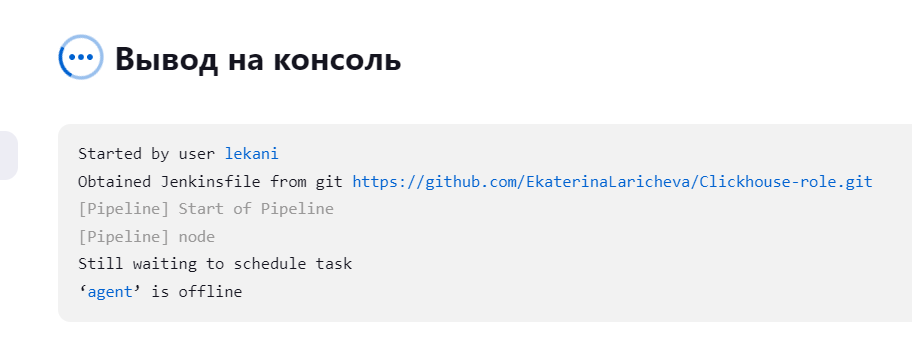 Вывод на консоль
Started by user lekani
Obtained Jenkinsfile from git https://github.com/EkaterinaLaricheva/Clickhouse-role.git
[Pipeline] Start of Pipeline
[Pipeline] node
Still waiting to schedule task
‘agent’ is offline